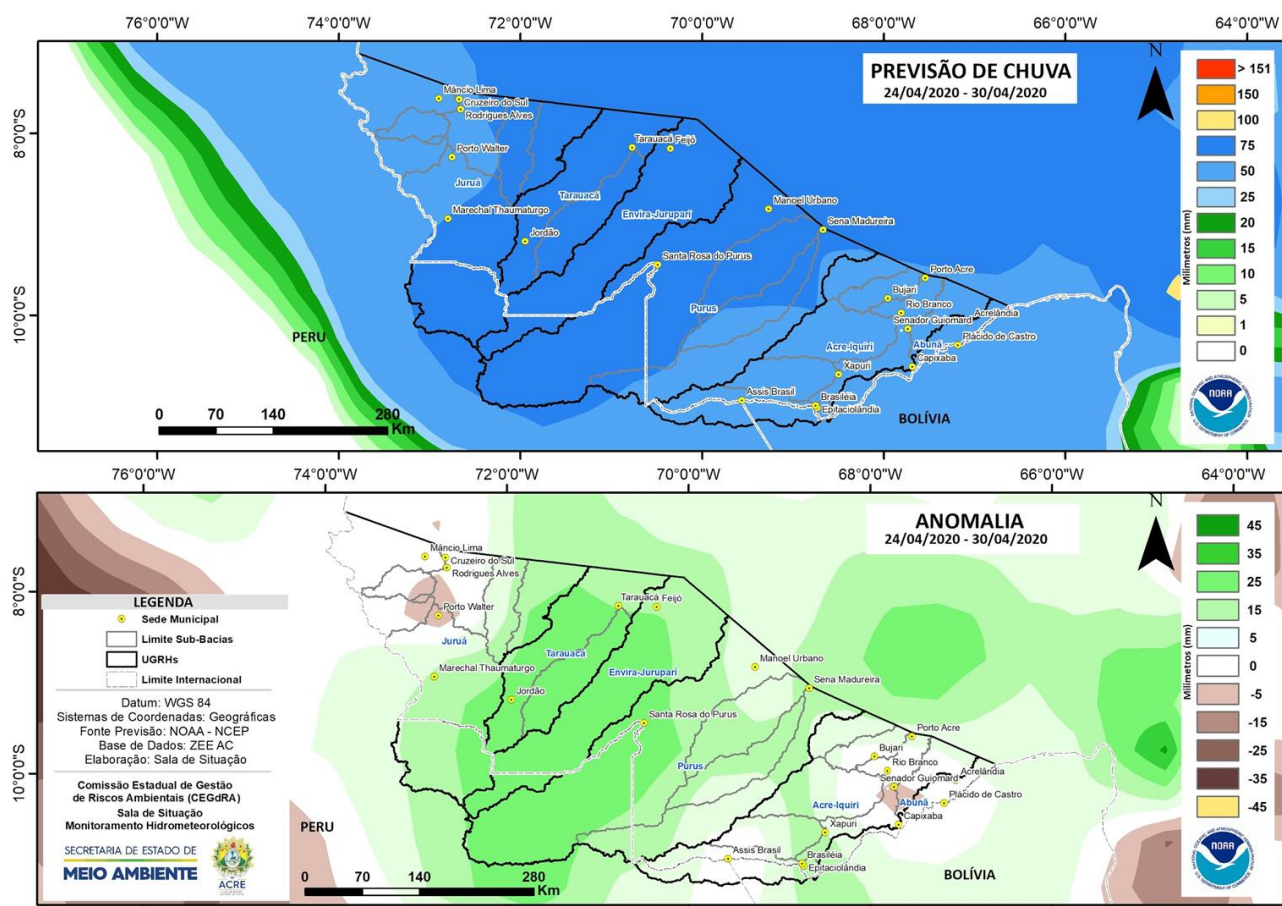 76°0'0"W 74°0'0"W 72°0'0"W 70°0'0"W 68°0'0"W 66°0'0"W 64°0'0"W
N
PREVISÃO DE CHUVA
24/04/2020 - 30/04/2020
8°0'0"S
10°0'0"S
Mâncio Lima
Cruzeiro do Sul
Rodrigues Alves
Porto Walter
Juruá
Marechal Thaumaturgo
Tarauacá Feijó
Tarauacá
Envira-Juruparí
Jordão
Manoel Urbano
Sena Madureira
Santa Rosa do Purus
Purus
Porto Acre
Bujari
Rio Branco
Senador Guiomard
Acrelândia
Acre-Iquiri
Abunã
Plácido de Castro
Capixaba
Xapuri
Assis Brasil
Brasiléia
Epitaciolândia
PERU
BOLÍVIA
0 70 140 280
Km
Milímetros (mm)
> 151
150
100
75
50
25
20
15
10
5
1
0
NOAA
76°0'0"W 74°0'0"W 72°0'0"W 70°0'0"W 68°0'0"W 66°0'0"W 64°0'0"W
N
ANOMALIA
24/04/2020 - 30/04/2020
8°0'0"S
10°0'0"S
Mâncio Lima
Cruzeiro do Sul
Rodrigues Alves
Porto Walter
Juruá
Marechal Thaumaturgo
Tarauacá Feijó
Tarauacá
Envira-Juruparí
Jordão
Manoel Urbano
Sena Madureira
Santa Rosa do Purus
Purus
Porto Acre
Bujari
Rio Branco
Senador Guiomard
Acrelândia
Acre-Iquiri
Abunã
Plácido de Castro
Capixaba
Xapuri
Assis Brasil
Brasiléia
Epitaciolândia
PERU
BOLÍVIA
0 70 140 280
Km
Milímetros (mm)
45
35
25
15
5
0
-5
-15
-25
-35
-45
NOAA
LEGENDA
Sede Municipal
Limite Sub-Bacias
UGRHs
Limite Internacional
Datum: WGS 84
Sistemas de Coordenadas: Geográficas
Fonte Previsão: NOAA - NCEP
Base de Dados: ZEE AC
Elaboração: Sala de Situação
Comissão Estadual de Gestão
de Riscos Ambientais (CEGdRA)
Sala de Situação
Monitoramento Hidrometeorológicos
SECRETARIA DE ESTADO DE
MEIO AMBIENTE
ACRE